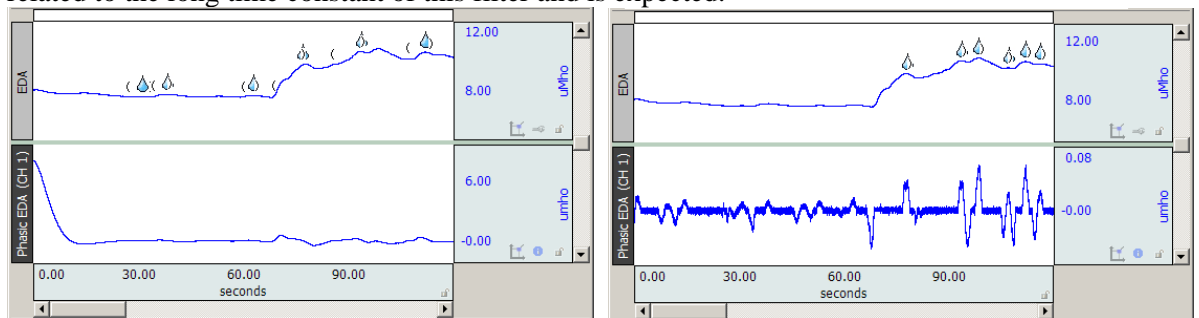 related to the long time constant of this filter and is expected.
EDA
12.00
8.00
uMho
Phasic EDA (CH 1)
6.00
-0.00
umho
0.00 30.00 60.00 90.00
seconds
EDA
12.00
8.00
uMho
Phasic EDA (CH 1)
0.08
-0.00
umho
0.00 30.00 60.00 90.00
seconds